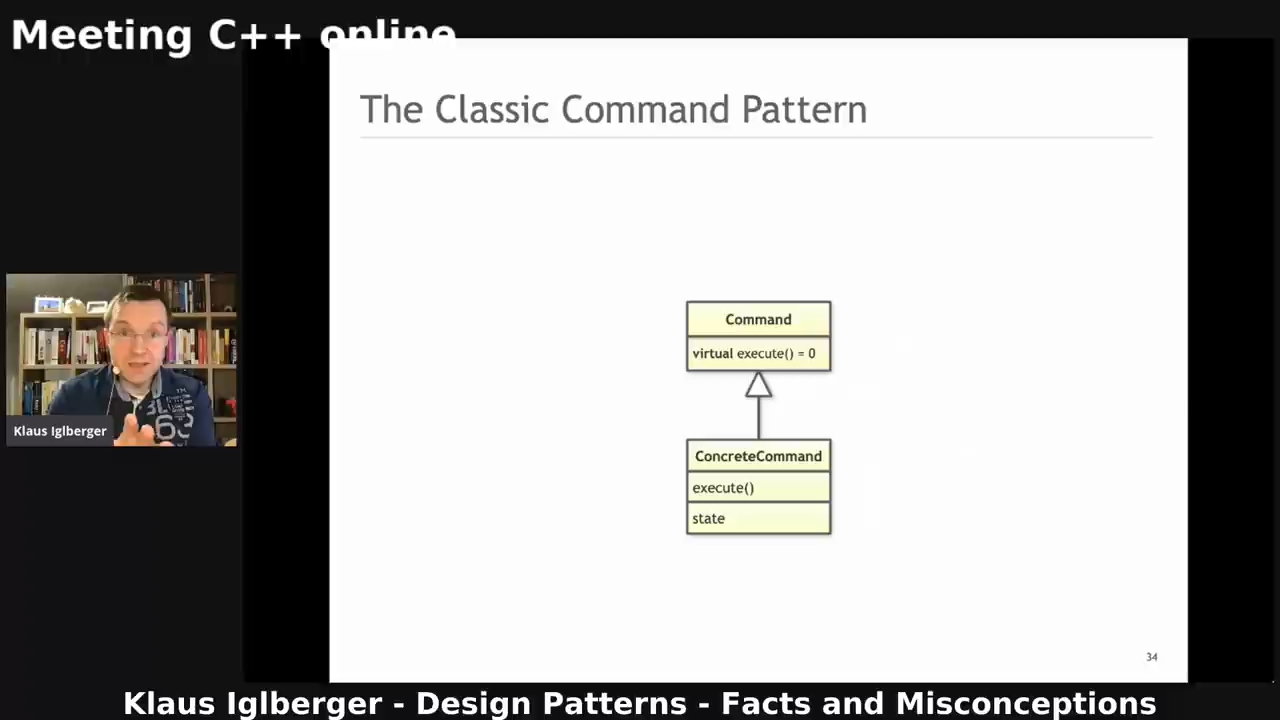 Meeting C++ online
The Classic Command Pattern
Command
virtual execute() = 0
ConcreteCommand
execute()
state
Klaus Iglberger
34
Klaus Iglberger - Design Patterns - Facts and Misconceptions